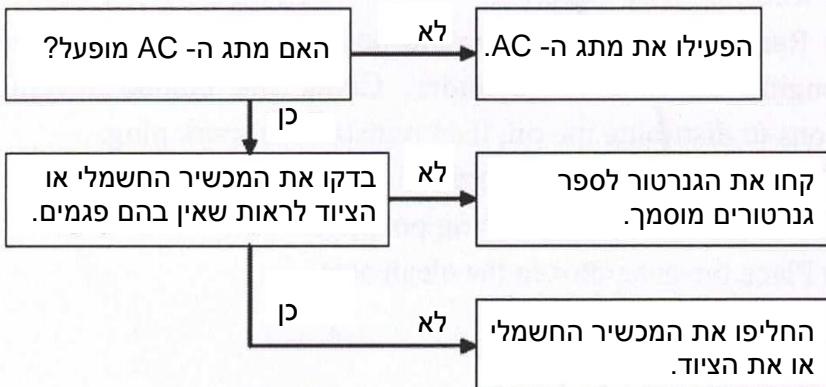 האם מתג ה- AC מופעל?
לא
הפעילו את מתג ה- AC.
כן
בדקו את המכשיר החשמלי או
הציוד לראות שאין בהם פגמים.
לא
קחו את הגנרטור לספר
גנרטורים מוסמך.
כן
לא
החליפו את המכשיר החשמלי
או את הציוד.